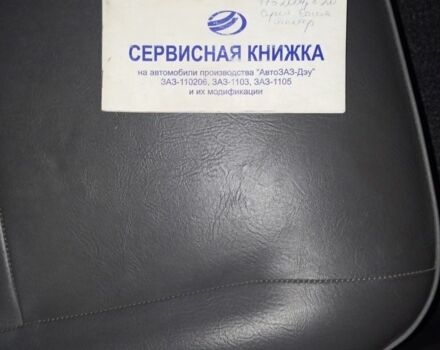 СЕРВИСНАЯ КНИЖКА
на автомобили производства "АвтоЗАЗ-Дэу"
ЗАЗ-110206, ЗАЗ-1103, ЗАЗ-1105
и их модификации